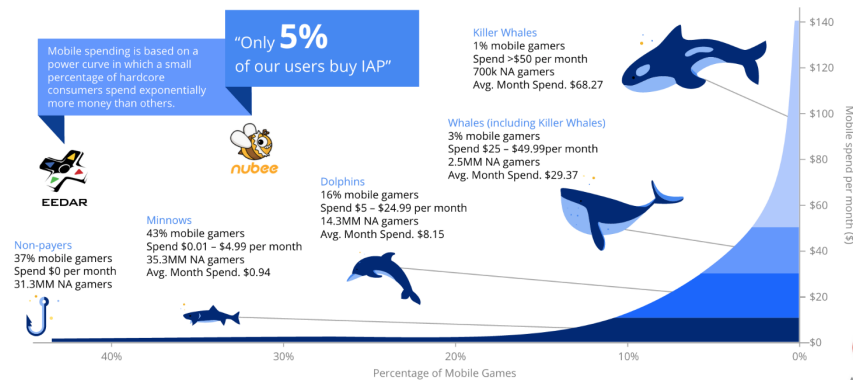 Mobile spending is based on a
power curve in which a small
percentage of hardcore
consumers spend exponentially
more money than others.
EEDAR
“Only 5%
of our users buy IAP”
nubee
Non-payers
37% mobile gamers
Spend $0 per month
31.3MM NA gamers
Minnows
43% mobile gamers
Spend $0.01 – $4.99 per month
35.3MM NA gamers
Avg. Month Spend. $0.94
Dolphins
16% mobile gamers
Spend $5 – $24.99 per month
14.3MM NA gamers
Avg. Month Spend. $8.15
Whales (including Killer Whales)
3% mobile gamers
Spend $25 – $49.99per month
2.5MM NA gamers
Avg. Month Spend. $29.37
Killer Whales
1% mobile gamers
Spend >$50 per month
700k NA gamers
Avg. Month Spend. $68.27
$140
$120
$100
$80
$60
$40
$20
$0
Mobile spend per month ($)
40%
30%
20%
10%
0%
Percentage of Mobile Games